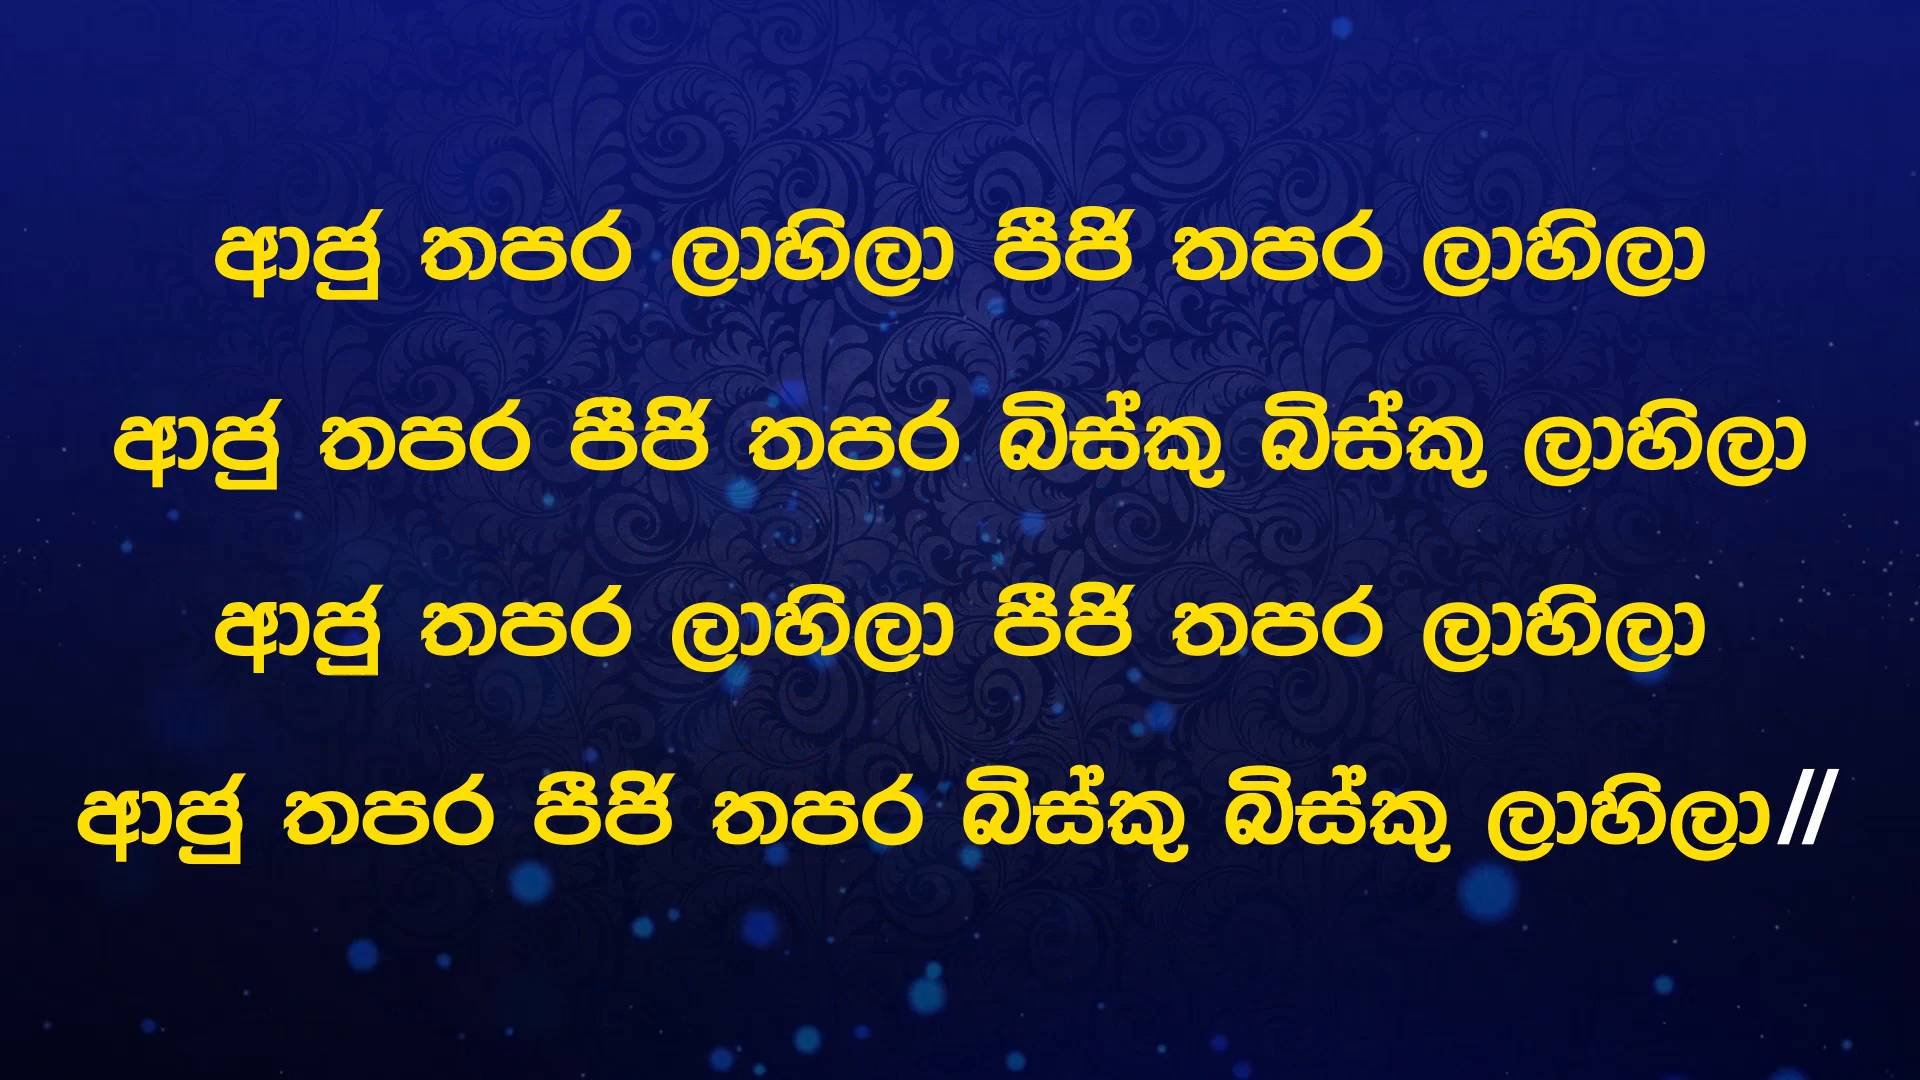 ආජු තපර ලාහිලා පීජි තපර ලාහිලා
ආජු තපර පීජි තපර බිස්කු බිස්කු ලාහිලා
ආජු තපර ලාහිලා පීජි තපර ලාහිලා
ආජු තපර පීජි තපර බිස්කු බිස්කු ලාහිලා//